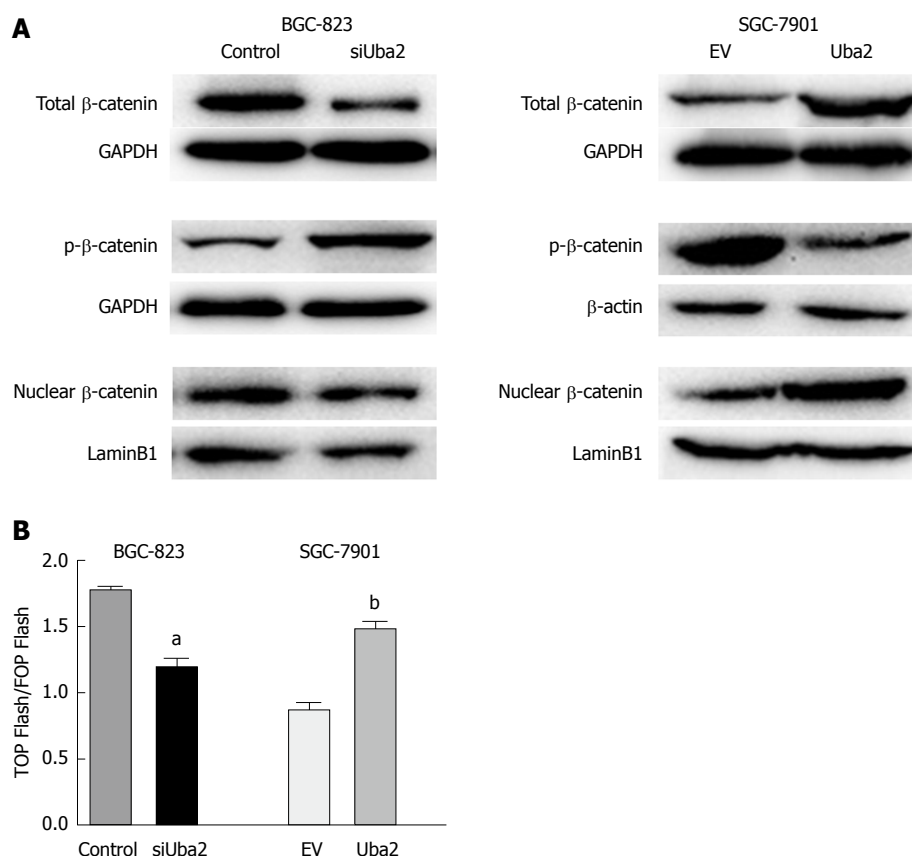 A
BGC-823
Control siUba2
Total β-catenin
GAPDH
p-β-catenin
GAPDH
Nuclear β-catenin
LaminB1
SGC-7901
EV Uba2
Total β-catenin
GAPDH
p-β-catenin
β-actin
Nuclear β-catenin
LaminB1
B
BGC-823 SGC-7901
TOP Flash/FOP Flash
2.0
1.5
1.0
0.5
0.0
a
b
Control siUba2 EV Uba2